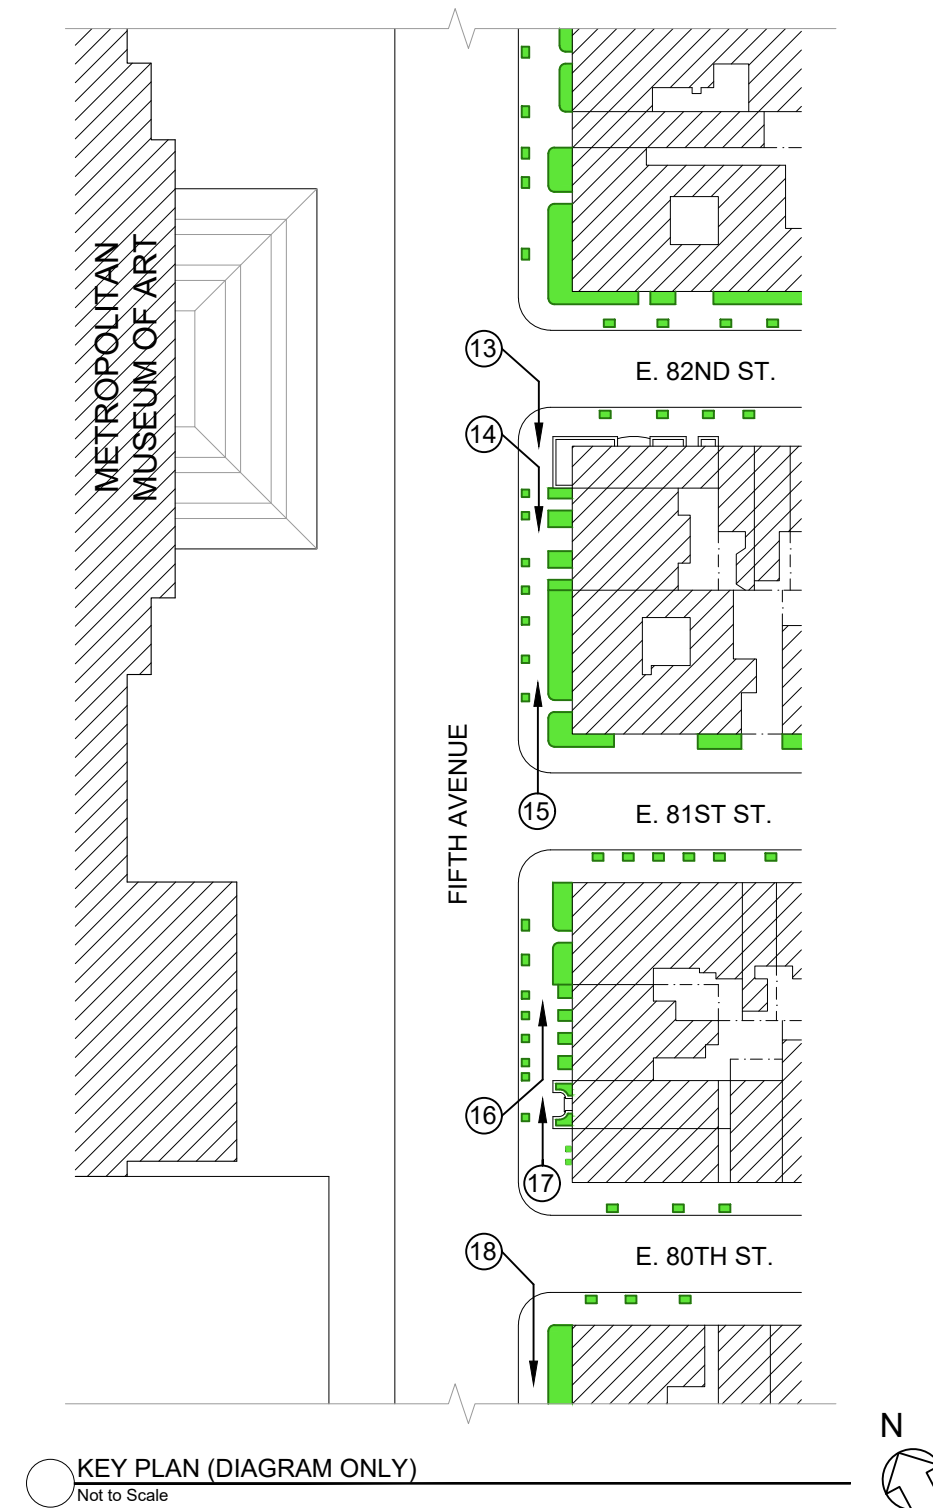 METROPOLITAN
MUSEUM OF ART
13
E. 82ND ST.
14
FIFTH AVENUE
15
E. 81ST ST.
16
17
18
E. 80TH ST.
N
KEY PLAN (DIAGRAM ONLY)
Not to Scale